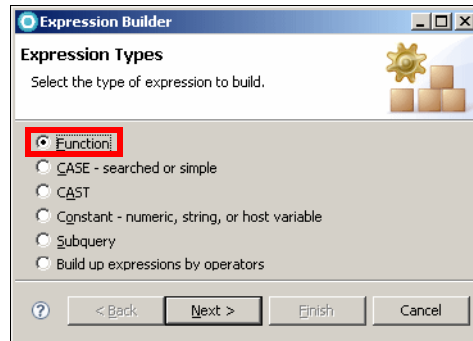 Expression Builder
Expression Types
Select the type of expression to build.
Function
CASE - searched or simple
CAST
Constant - numeric, string, or host variable
Subquery
Build up expressions by operators
? < Back Next > Finish Cancel